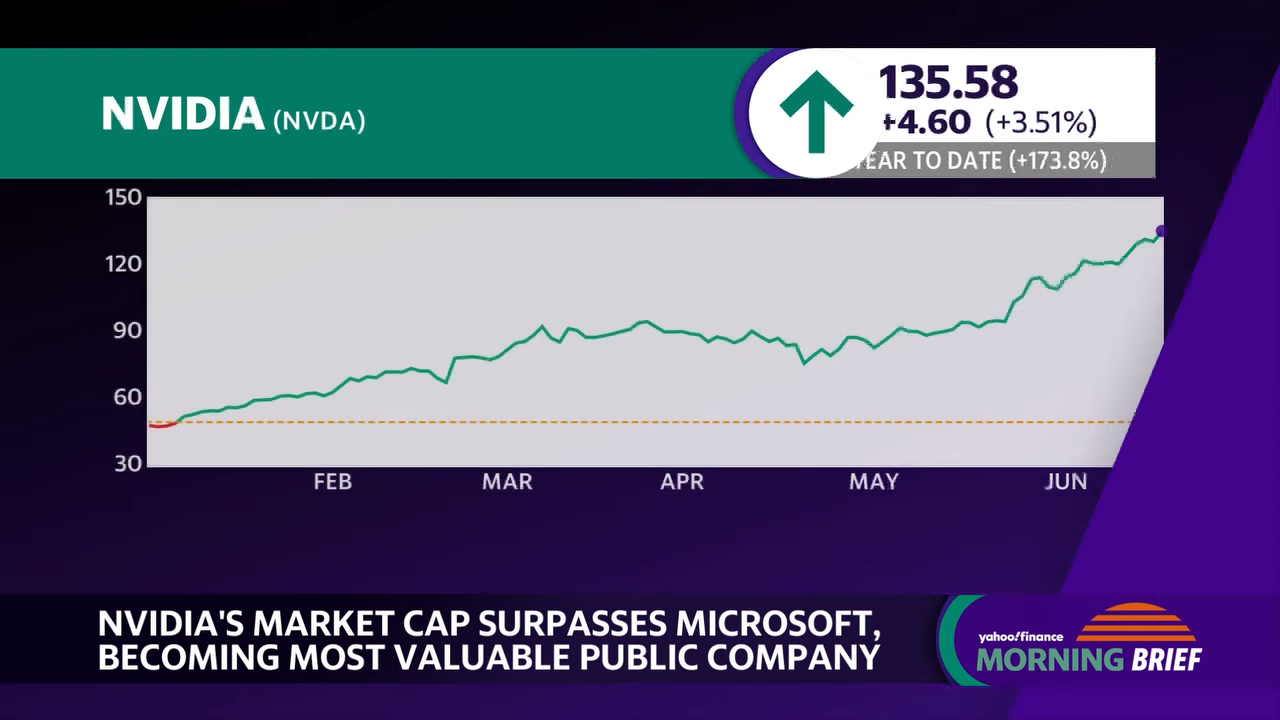 NVIDIA (NVDA)
135.58
+4.60 (+3.51%)
YEAR TO DATE (+173.8%)
150
120
90
60
30
FEB MAR APR MAY JUN
NVIDIA'S MARKET CAP SURPASSES MICROSOFT,
BECOMING MOST VALUABLE PUBLIC COMPANY
yahoo!finance
MORNING BRIEF